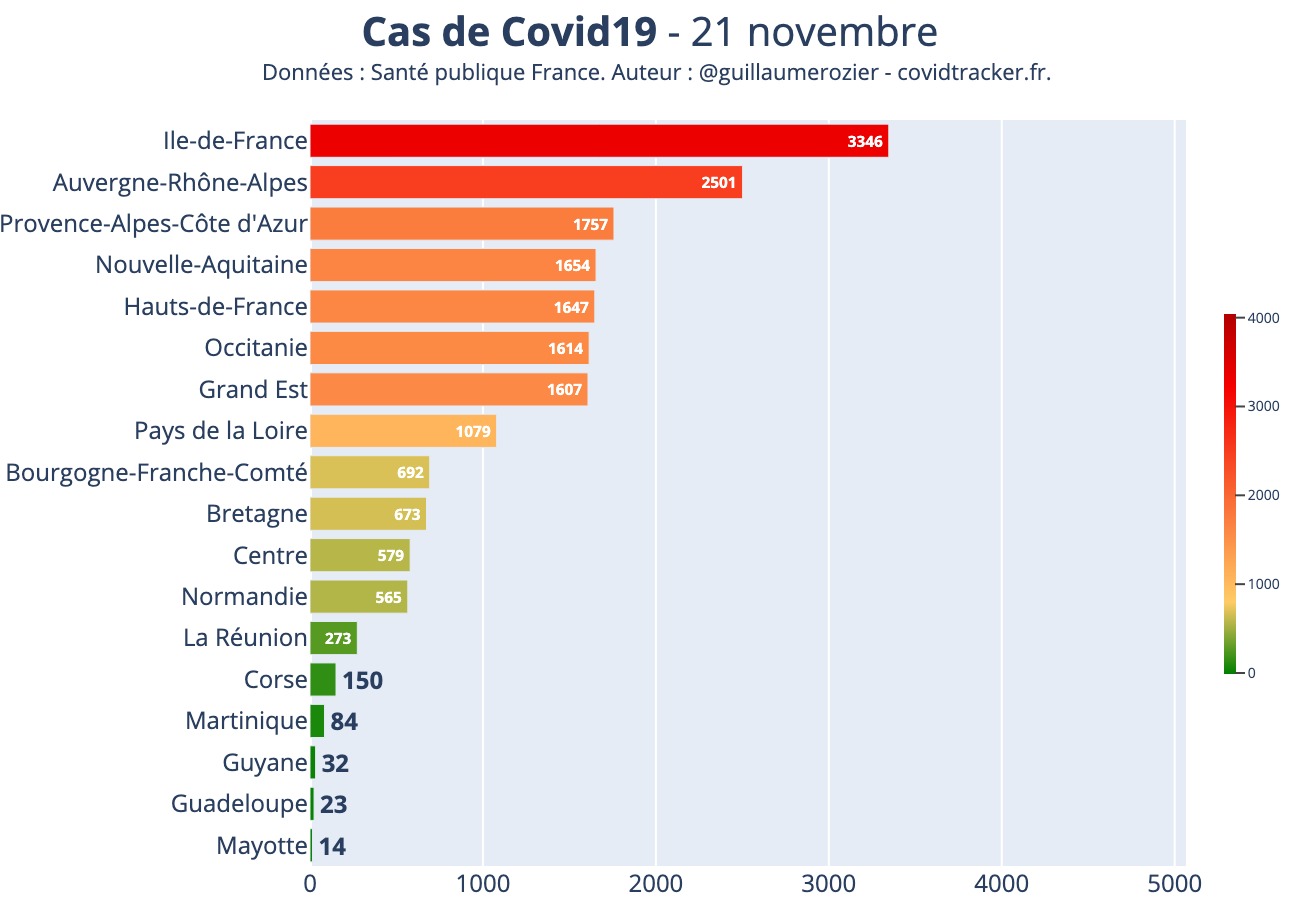 Cas de Covid19 - 21 novembre
Données : Santé publique France. Auteur : @guillaumerozier - covidtracker.fr.
Ile-de-France 3346
Auvergne-Rhône-Alpes 2501
Provence-Alpes-Côte d'Azur 1757
Nouvelle-Aquitaine 1654
Hauts-de-France 1647
Occitanie 1614
Grand Est 1607
Pays de la Loire 1079
Bourgogne-Franche-Comté 692
Bretagne 673
Centre 579
Normandie 565
La Réunion 273
Corse 150
Martinique 84
Guyane 32
Guadeloupe 23
Mayotte 14
0 1000 2000 3000 4000 5000
4000
3000
2000
1000
0